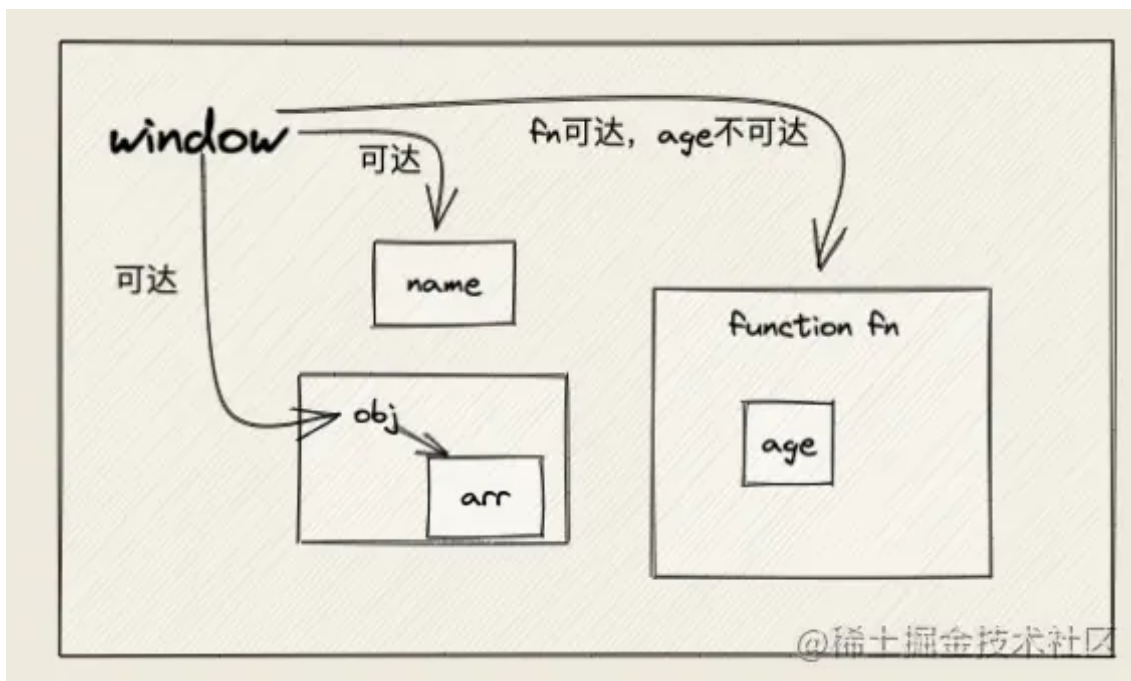 window
fn可达，age不可达
可达
可达
name
function fn
obj
age
arr
@稀土掘金技术社区